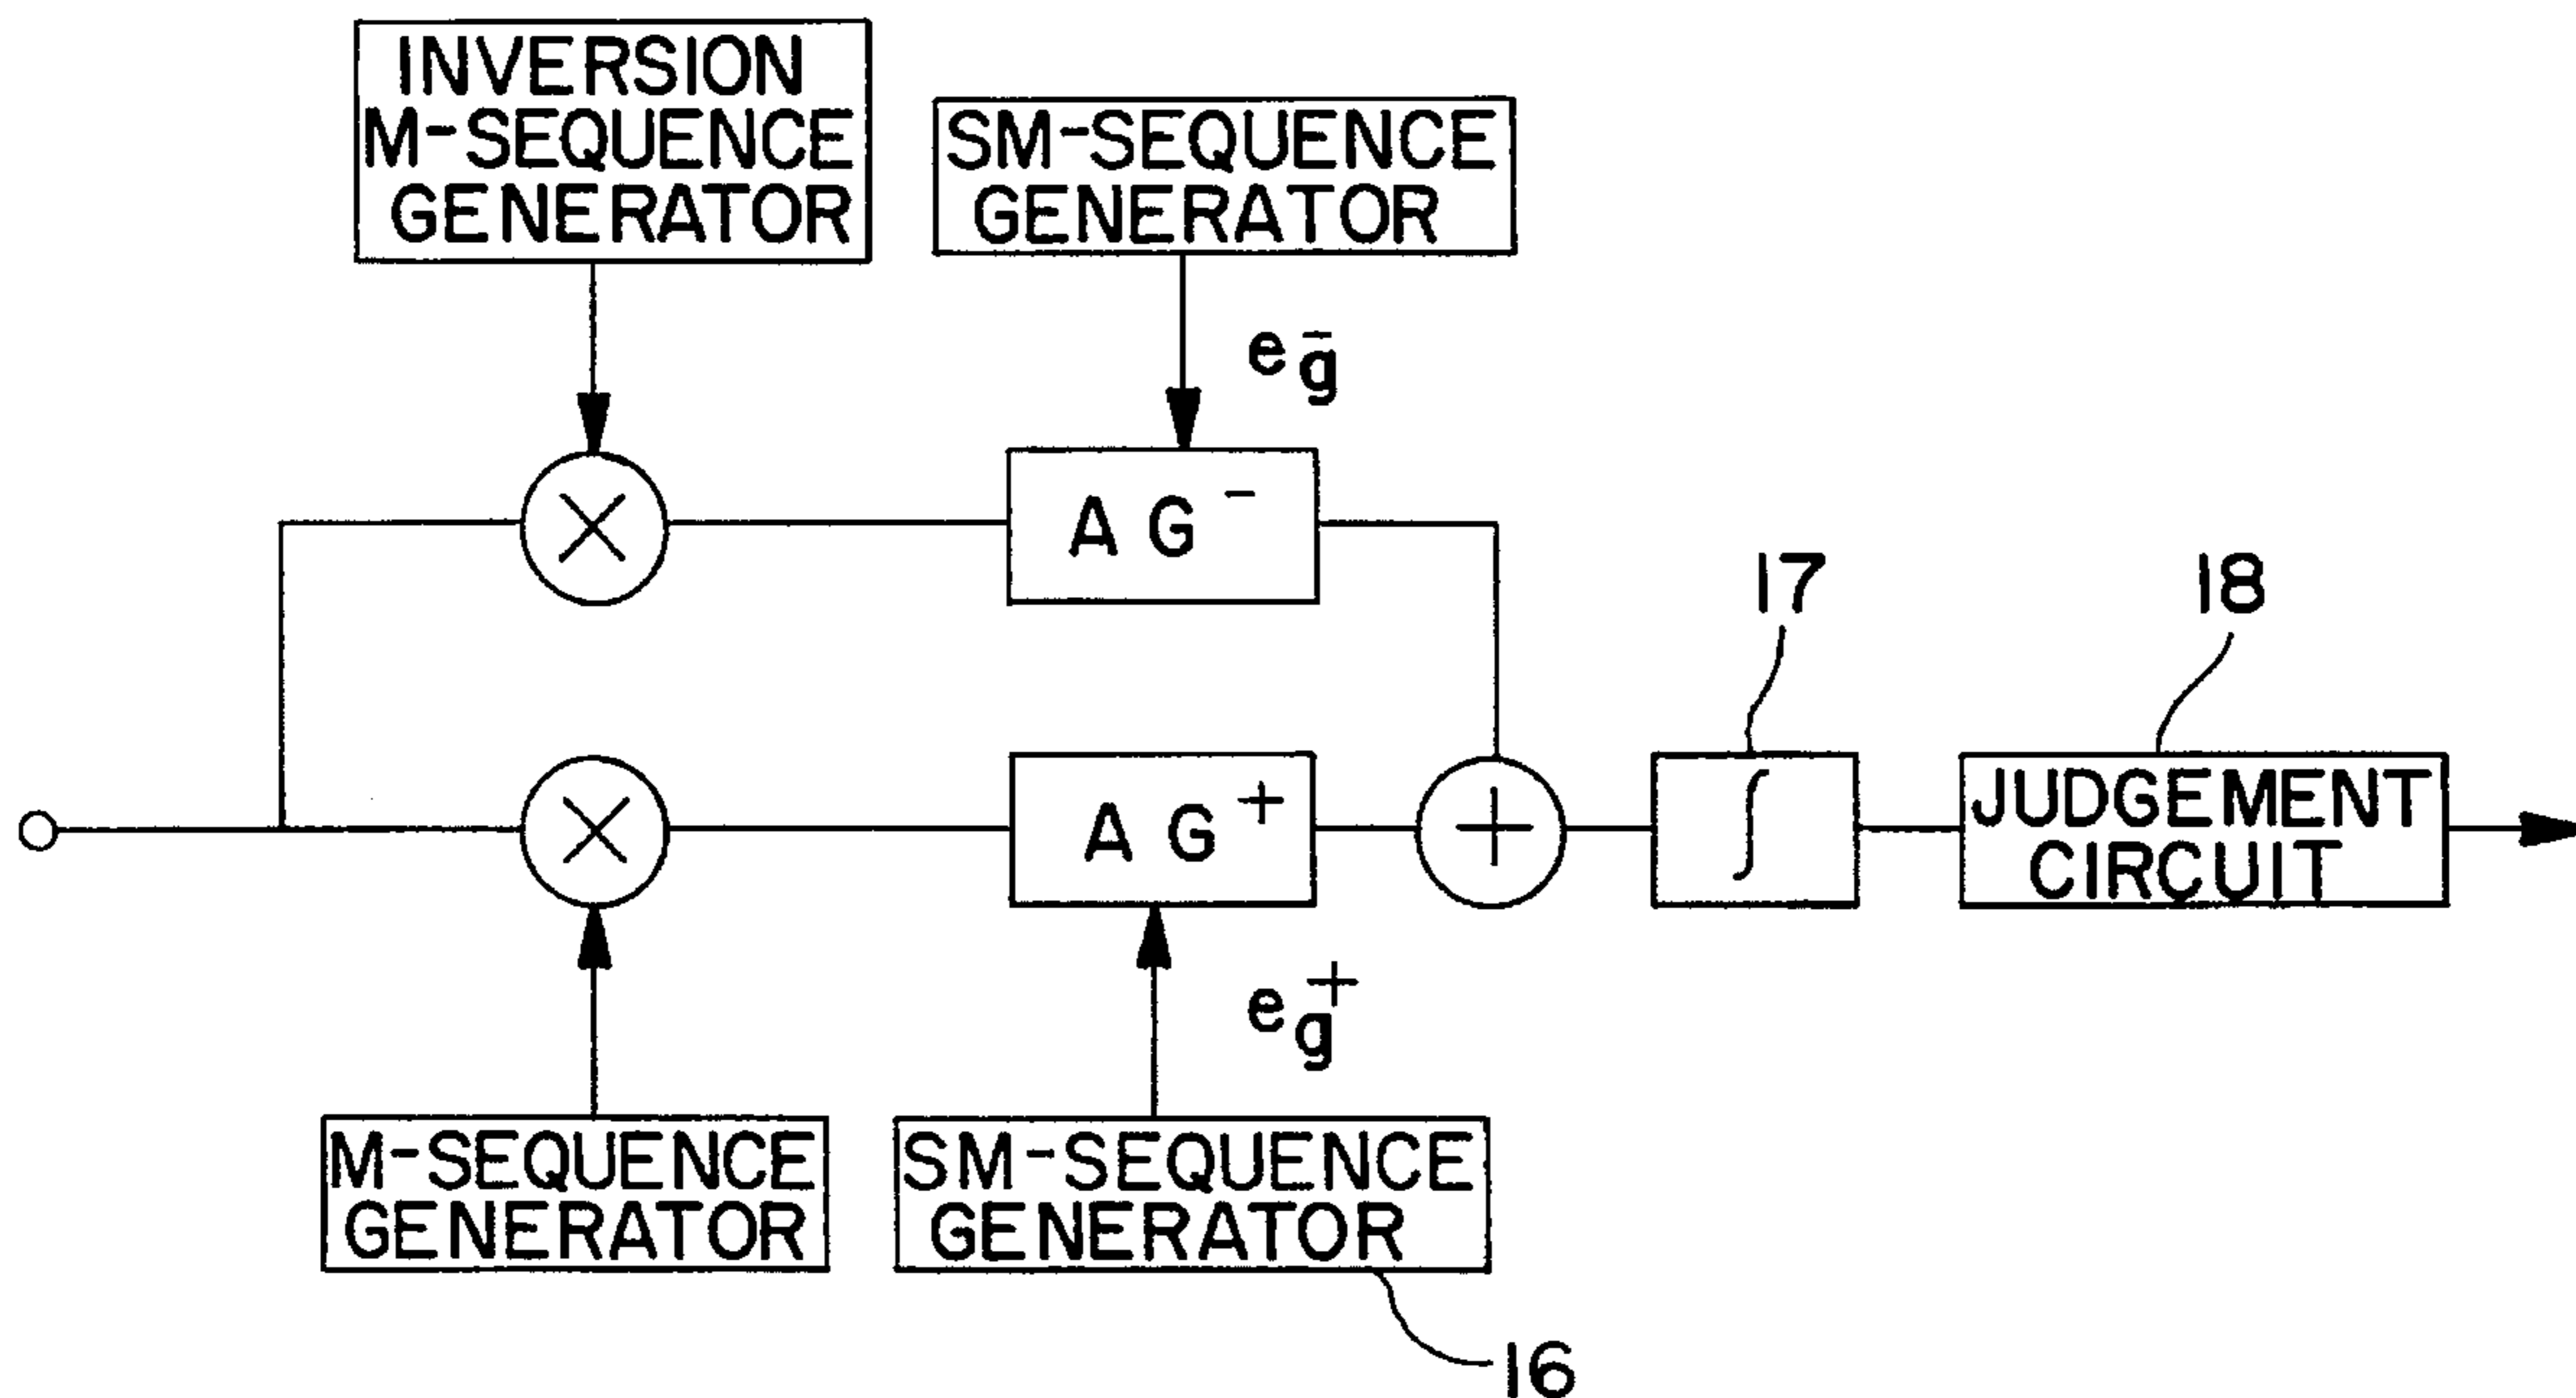 INVERSION
M-SEQUENCE
GENERATOR
SM-SEQUENCE
GENERATOR
e g⁻
A G⁻
17
18
A G⁺
+
∫
JUDGEMENT
CIRCUIT
e g⁺
M-SEQUENCE
GENERATOR
SM-SEQUENCE
GENERATOR
16